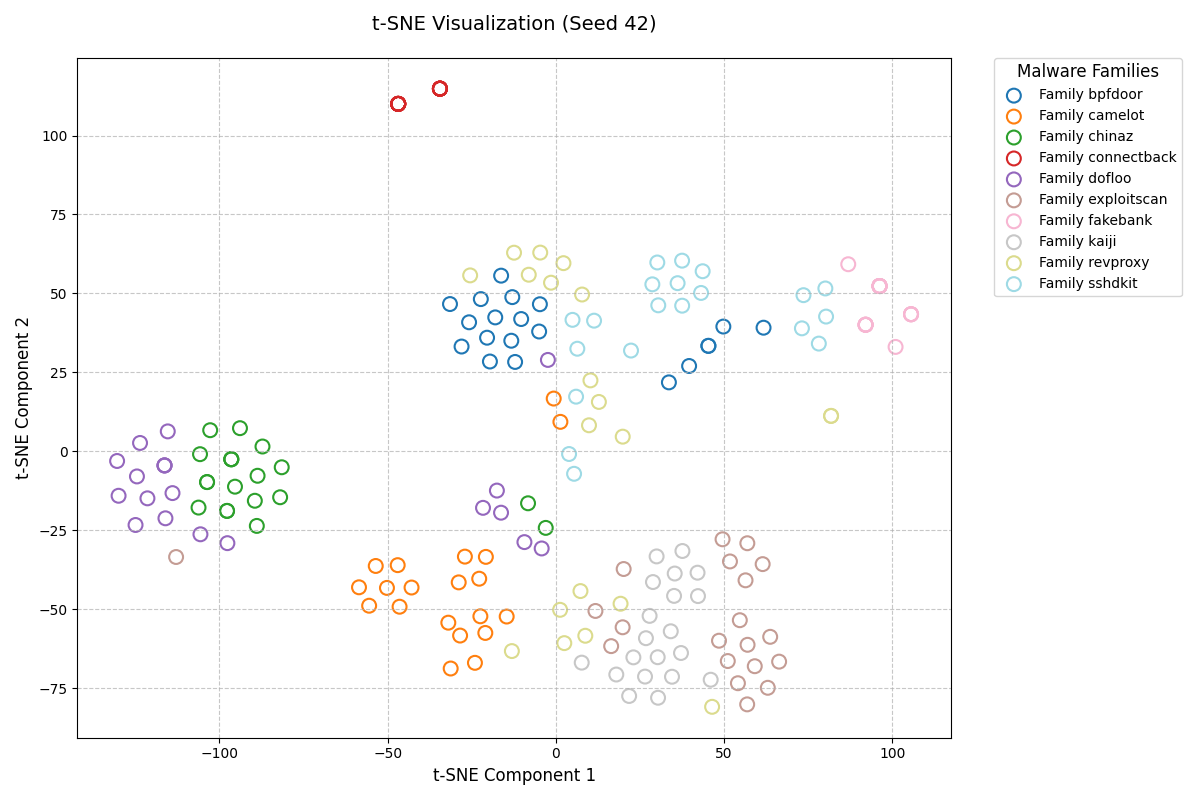 t-SNE Visualization (Seed 42)
Malware Families
Family bpfdoor
Family camelot
Family chinaz
Family connectback
Family dofloo
Family exploitscan
Family fakebank
Family kaiji
Family revproxy
Family sshdkit
t-SNE Component 2
100
75
50
25
0
−25
−50
−75
−100
−50
0
50
100
t-SNE Component 1